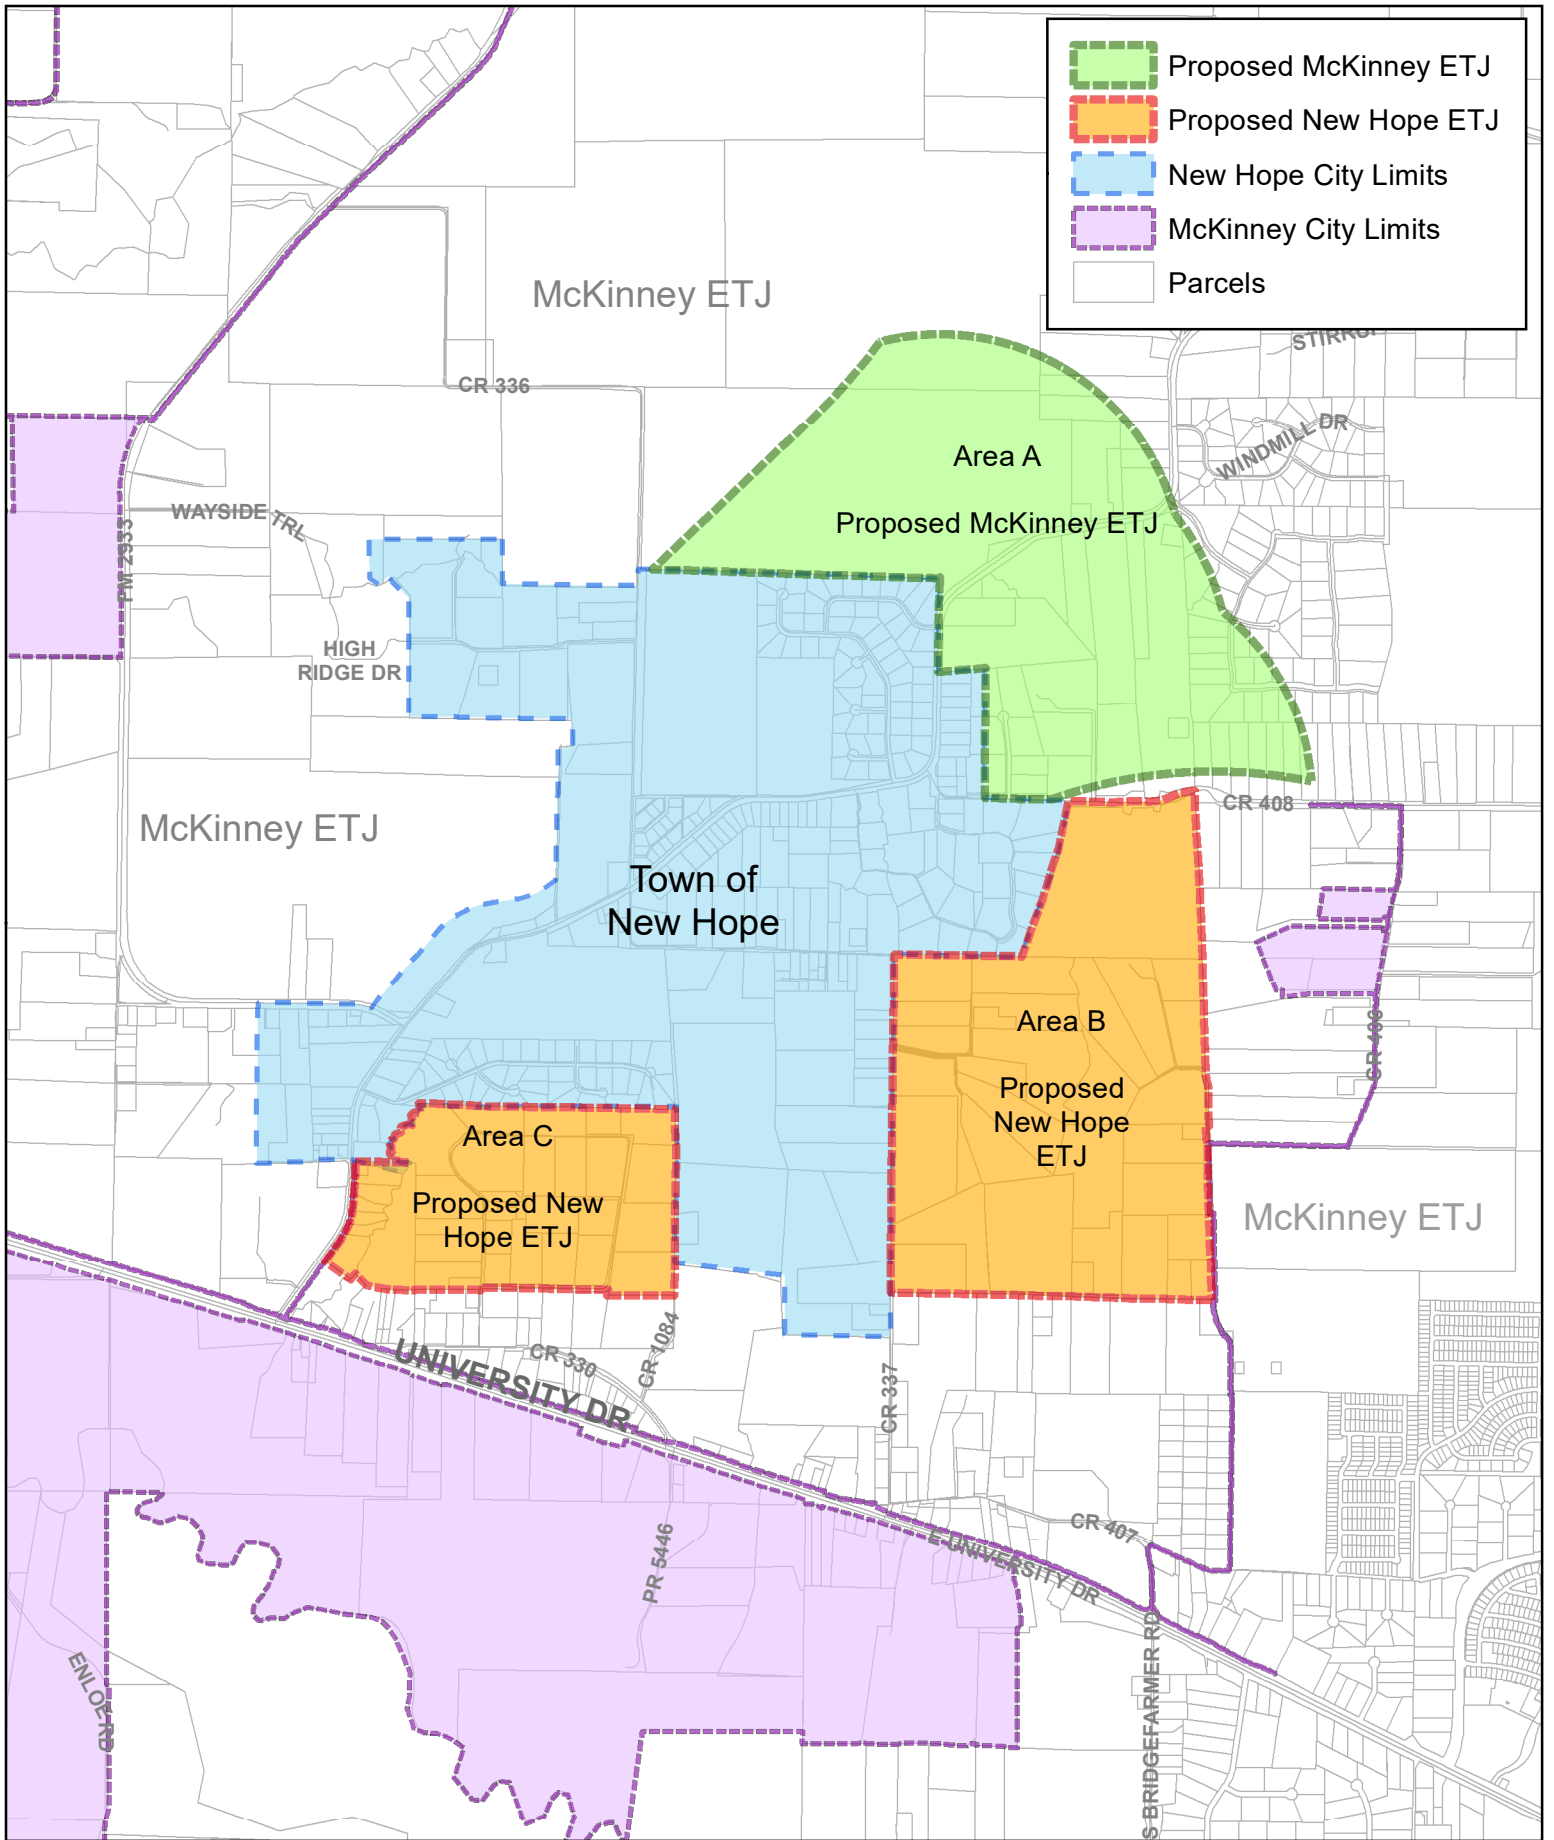 Proposed McKinney ETJ
Proposed New Hope ETJ
New Hope City Limits
McKinney City Limits
Parcels
McKinney ETJ
CR 336
WINDMILL DR
Area A
Proposed McKinney ETJ
WAYSIDE TRL
FM 2933
HIGH
RIDGE DR
McKinney ETJ
CR 408
Town of
New Hope
Area B
Proposed
New Hope
ETJ
CR 406
Area C
Proposed New
Hope ETJ
McKinney ETJ
UNIVERSITY DR
CR 330
CR 1084
CR 337
E UNIVERSITY DR
CR 407
PR 5446
ENLOE RD
S BRIDGEFARMER RD